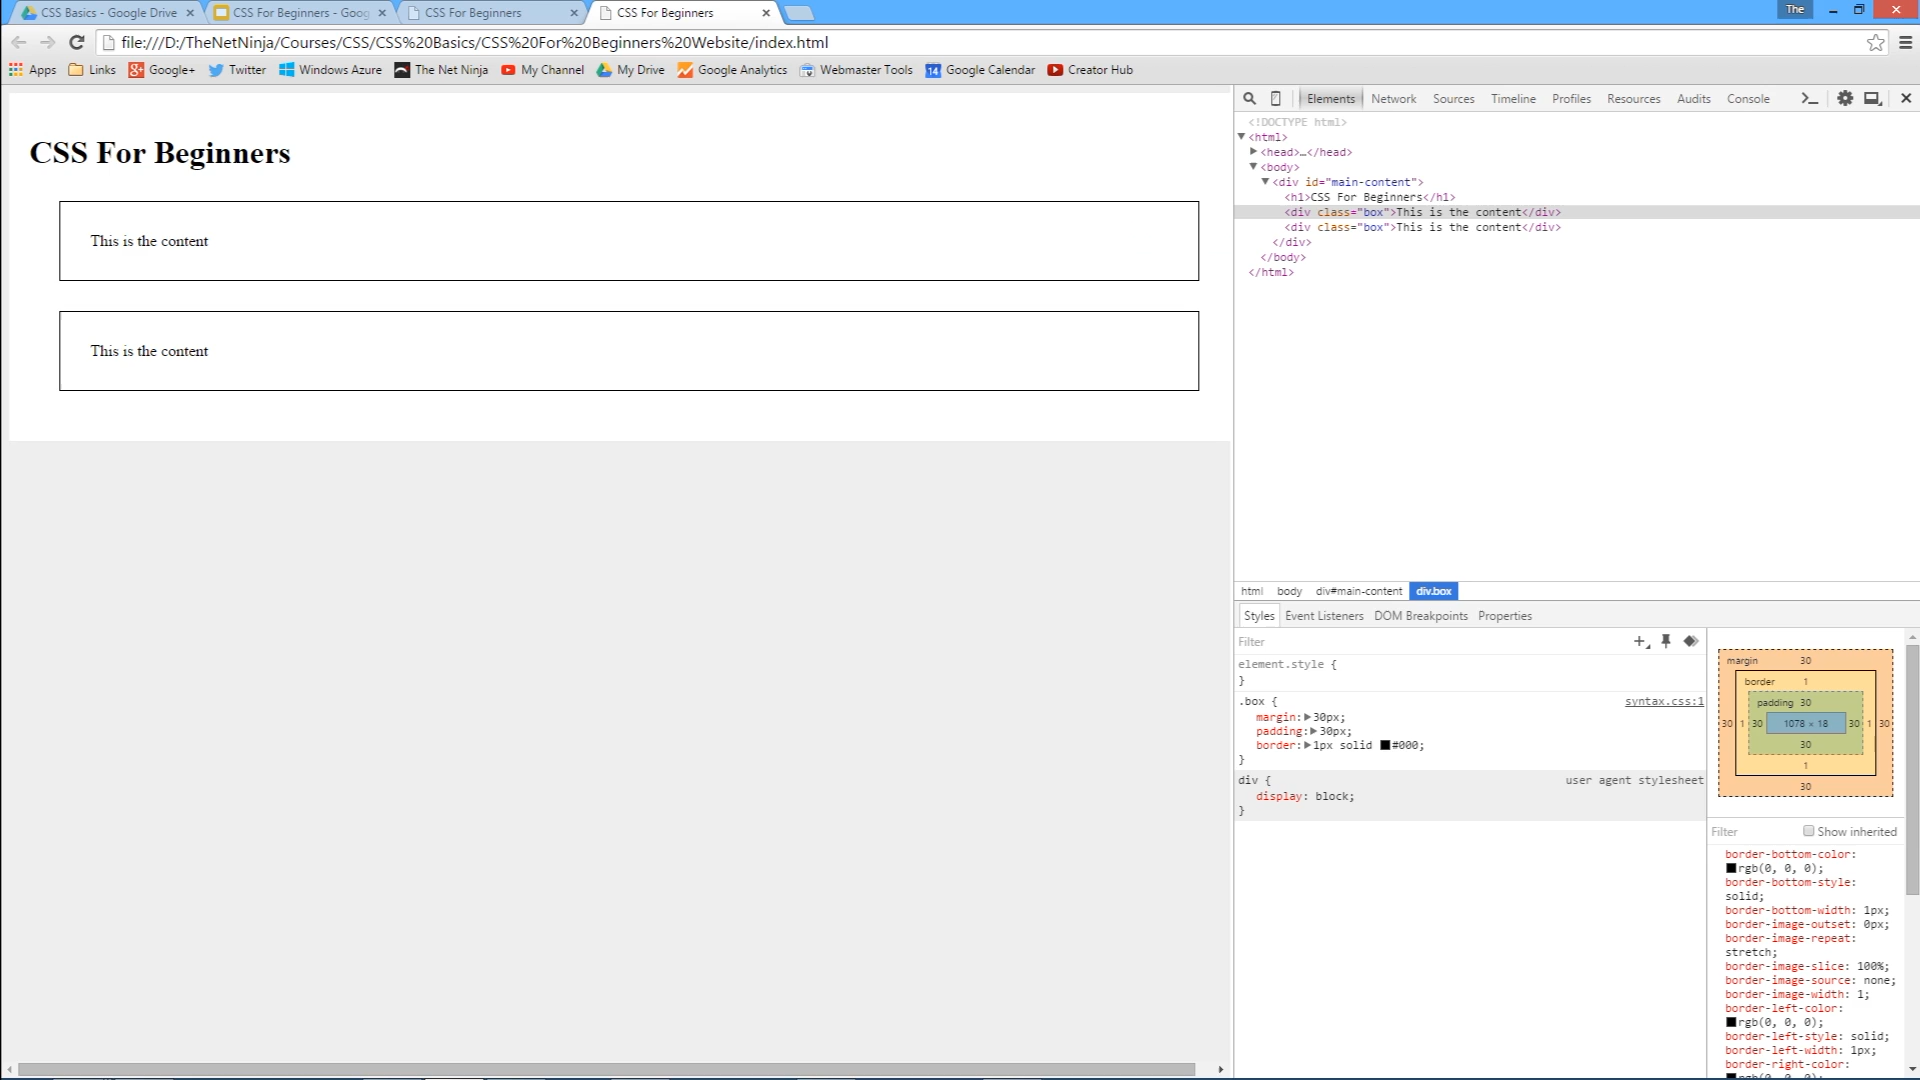 CSS Basics - Google Drive
CSS For Beginners - Goog
CSS For Beginners
CSS For Beginners
The
file:///D:/TheNetNinja/Courses/CSS/CSS%20Basics/CSS%20For%20Beginners%20Website/index.html
Apps Links Google+ Twitter Windows Azure The Net Ninja My Channel My Drive Google Analytics Webmaster Tools 14 Google Calendar Creator Hub
CSS For Beginners
This is the content
This is the content
Elements Network Sources Timeline Profiles Resources Audits Console
<!DOCTYPE html>
<html>
<head>…</head>
<body>
<div id="main-content">
<h1>CSS For Beginners</h1>
<div class="box">This is the content</div>
<div class="box">This is the content</div>
</div>
</body>
</html>
html body div#main-content div.box
Styles Event Listeners DOM Breakpoints Properties
Filter
element.style {
}
.box { syntax.css:1
margin: 30px;
padding: 30px;
border: 1px solid #000;
}
div { user agent stylesheet
display: block;
}
margin 30
border 1
padding 30
30 1 30 1078 × 18 30 1 30
30
1
30
Filter Show inherited
border-bottom-color:
rgb(0, 0, 0);
border-bottom-style:
solid;
border-bottom-width: 1px;
border-image-outset: 0px;
border-image-repeat:
stretch;
border-image-slice: 100%;
border-image-source: none;
border-image-width: 1;
border-left-color:
rgb(0, 0, 0);
border-left-style: solid;
border-left-width: 1px;
border-right-color: